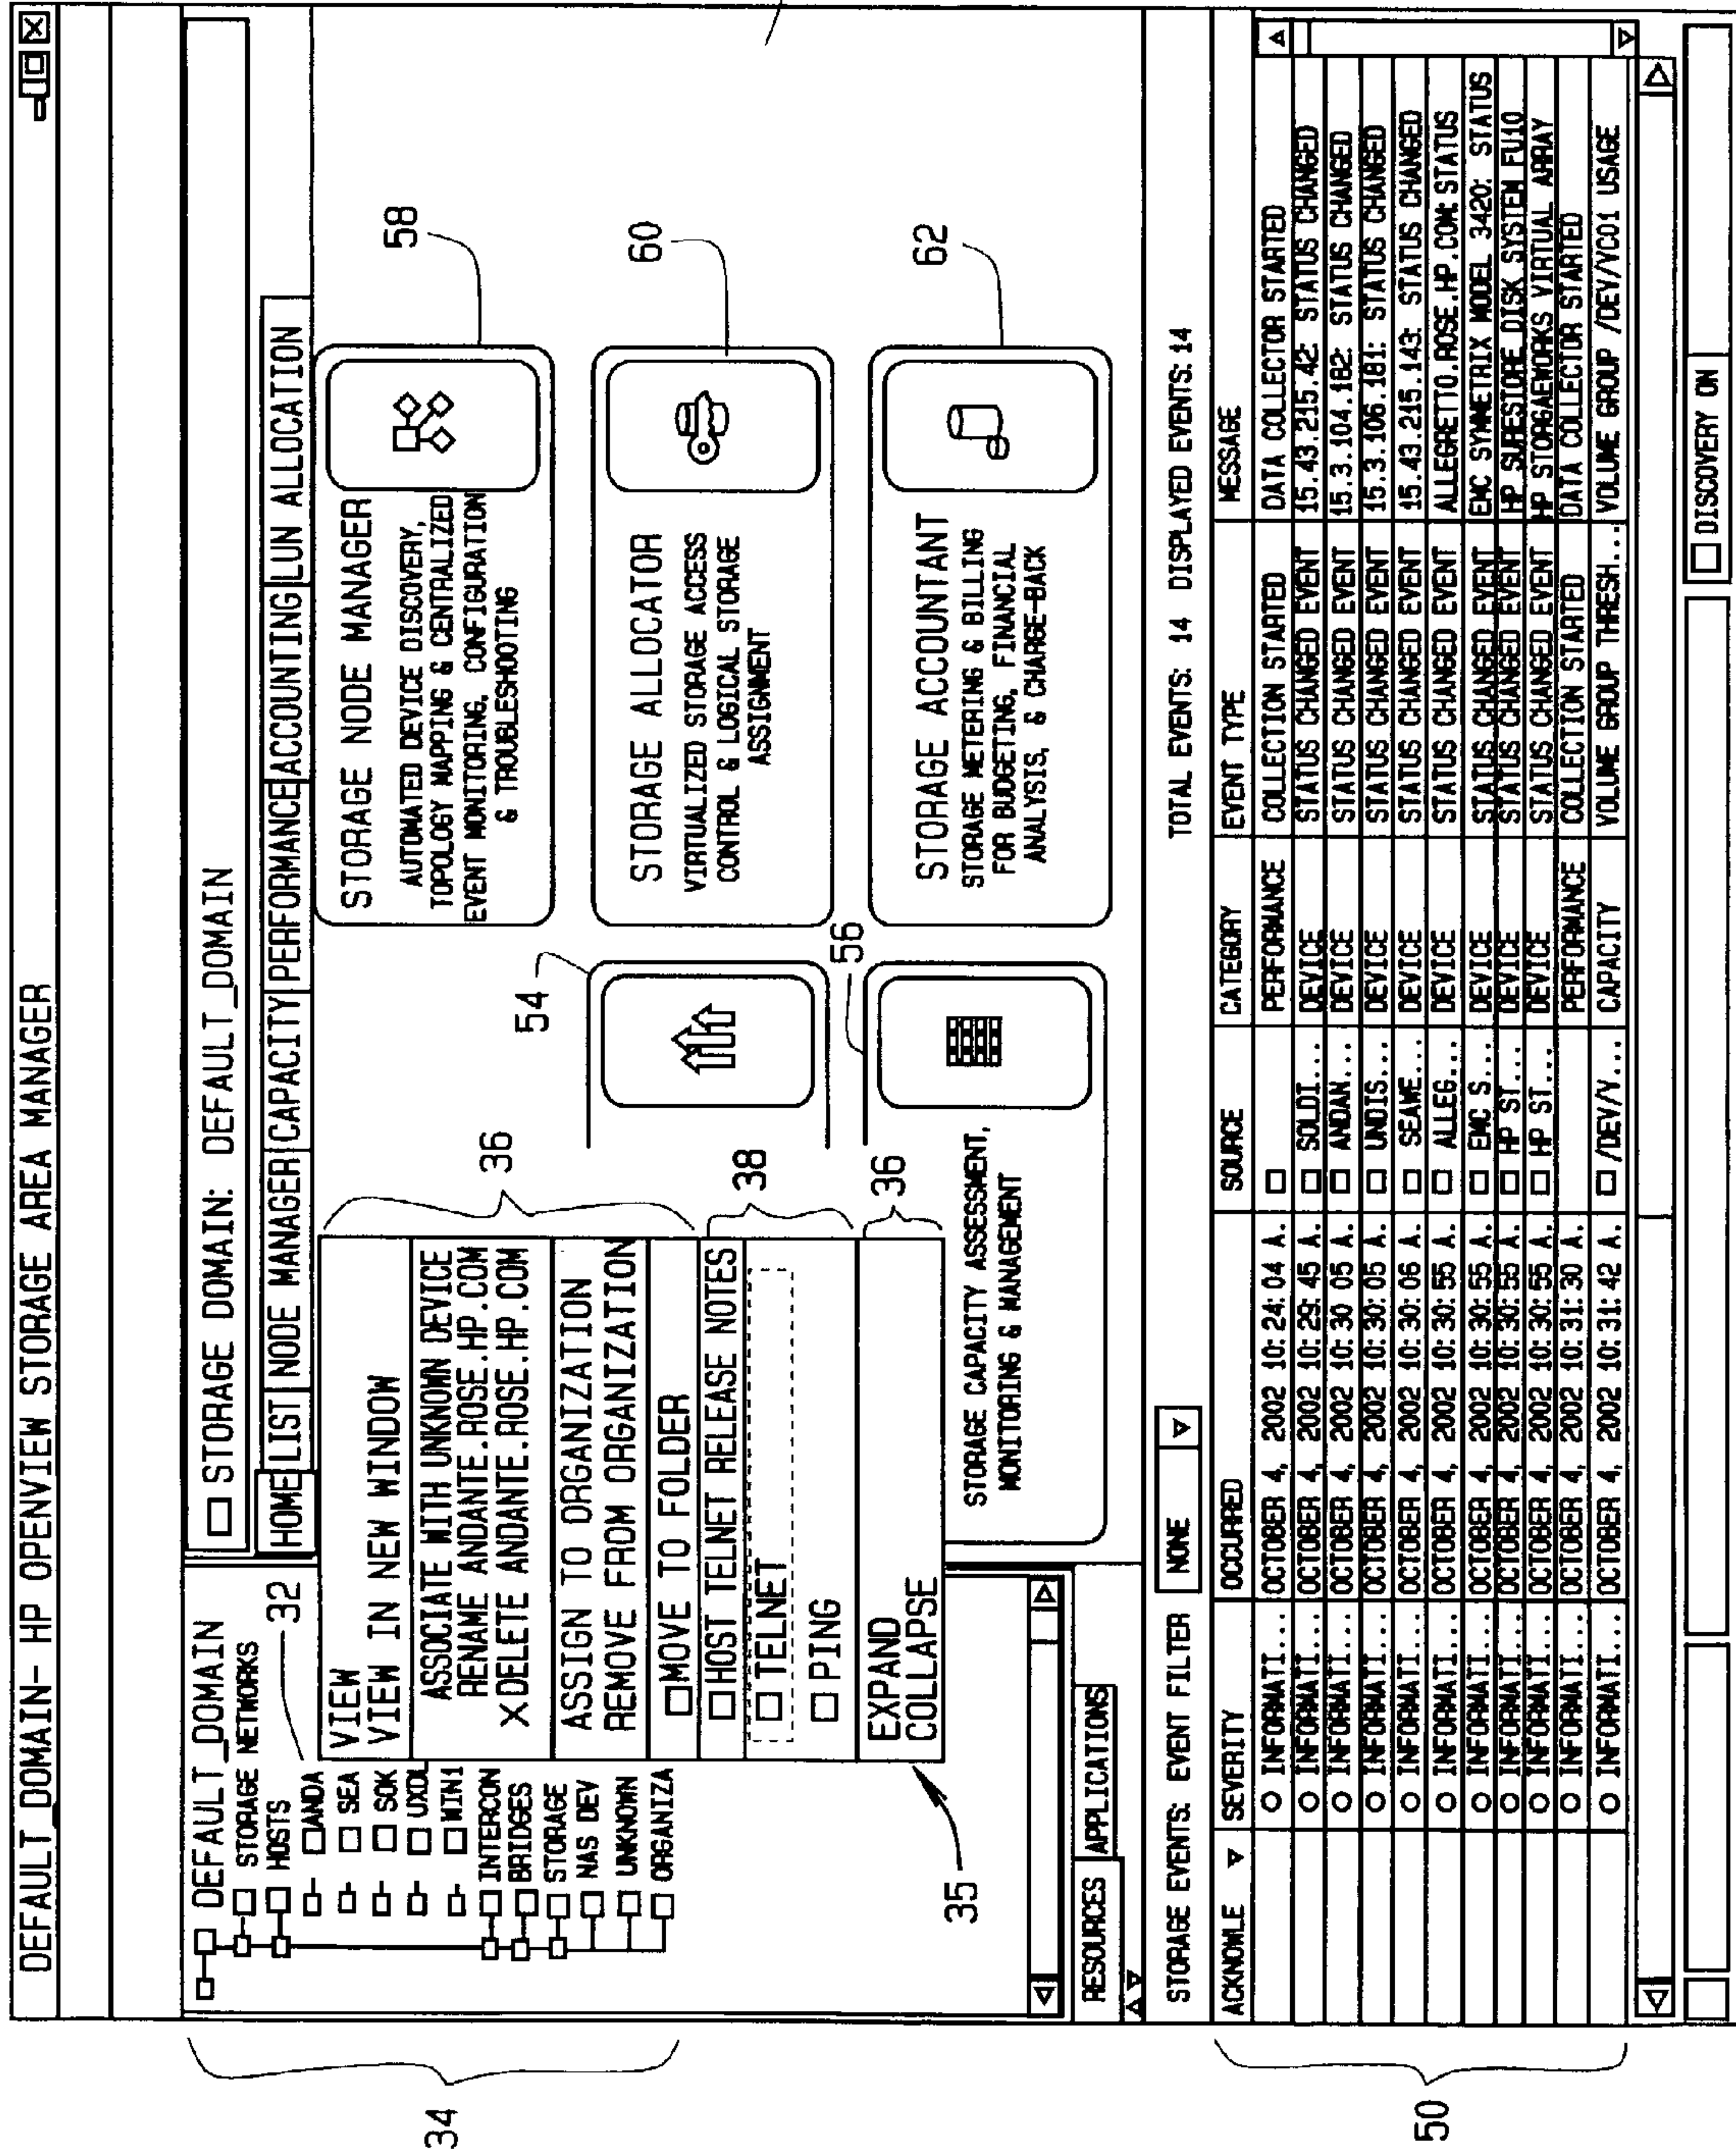 DEFAULT_DOMAIN- HP OPENVIEW STORAGE AREA MANAGER
34
DEFAULT_DOMAIN
STORAGE NETWORKS
HOSTS
32
ANDA
SEA
SOK
UXDL
WIN1
INTERCON
BRIDGES
STORAGE
NAS DEV
UNKNOWN
ORGANIZA
35
RESOURCES APPLICATIONS
STORAGE DOMAIN: DEFAULT_DOMAIN
HOME LIST NODE MANAGER CAPACITY PERFORMANCE ACCOUNTING LUN ALLOCATION
VIEW
VIEW IN NEW WINDOW
ASSOCIATE WITH UNKNOWN DEVICE
RENAME ANDANTE.ROSE.HP.COM
X DELETE ANDANTE.ROSE.HP.COM
ASSIGN TO ORGANIZATION
REMOVE FROM ORGANIZATION
MOVE TO FOLDER
HOST TELNET RELEASE NOTES
TELNET
PING
EXPAND
COLLAPSE
36
38
36
54
56
STORAGE CAPACITY ASSESSMENT,
MONITORING & MANAGEMENT
STORAGE NODE MANAGER
AUTOMATED DEVICE DISCOVERY,
TOPOLOGY MAPPING & CENTRALIZED
EVENT MONITORING, CONFIGURATION
& TROUBLESHOOTING
58
STORAGE ALLOCATOR
VIRTUALIZED STORAGE ACCESS
CONTROL & LOGICAL STORAGE
ASSIGNMENT
60
STORAGE ACCOUNTANT
STORAGE METERING & BILLING
FOR BUDGETING, FINANCIAL
ANALYSIS, & CHARGE-BACK
62
STORAGE EVENTS: EVENT FILTER NONE TOTAL EVENTS: 14 DISPLAYED EVENTS: 14
50
ACKNOWLE SEVERITY OCCURRED SOURCE CATEGORY EVENT TYPE MESSAGE
INFORMATI... OCTOBER 4, 2002 10:24:04 A. PERFORMANCE COLLECTION STARTED DATA COLLECTOR STARTED
INFORMATI... OCTOBER 4, 2002 10:29:45 A. SOLDI... DEVICE STATUS CHANGED EVENT 15.43.215.42: STATUS CHANGED
INFORMATI... OCTOBER 4, 2002 10:30 05 A. ANDAN... DEVICE STATUS CHANGED EVENT 15.3.104.182: STATUS CHANGED
INFORMATI... OCTOBER 4, 2002 10:30:05 A. UNDIS... DEVICE STATUS CHANGED EVENT 15.3.106.181: STATUS CHANGED
INFORMATI... OCTOBER 4, 2002 10:30:06 A. SEAWE... DEVICE STATUS CHANGED EVENT 15.43.215.143: STATUS CHANGED
INFORMATI... OCTOBER 4, 2002 10:30:55 A. ALLEG... DEVICE STATUS CHANGED EVENT ALLEGRETTO.ROSE.HP.COM: STATUS
INFORMATI... OCTOBER 4, 2002 10:30:55 A. EMC S... DEVICE STATUS CHANGED EVENT EMC SYMMETRIX MODEL 3420: STATUS
INFORMATI... OCTOBER 4, 2002 10:30:55 A. HP ST... DEVICE STATUS CHANGED EVENT HP SURESTORE DISK SYSTEM FU10
INFORMATI... OCTOBER 4, 2002 10:30:55 A. HP ST... DEVICE STATUS CHANGED EVENT HP STORGAEWORKS VIRTUAL ARRAY
INFORMATI... OCTOBER 4, 2002 10:31:30 A. PERFORMANCE COLLECTION STARTED DATA COLLECTOR STARTED
INFORMATI... OCTOBER 4, 2002 10:31:42 A. /DEV/V... CAPACITY VOLUME GROUP THRESH... VOLUME GROUP /DEV/VC01 USAGE
DISCOVERY ON